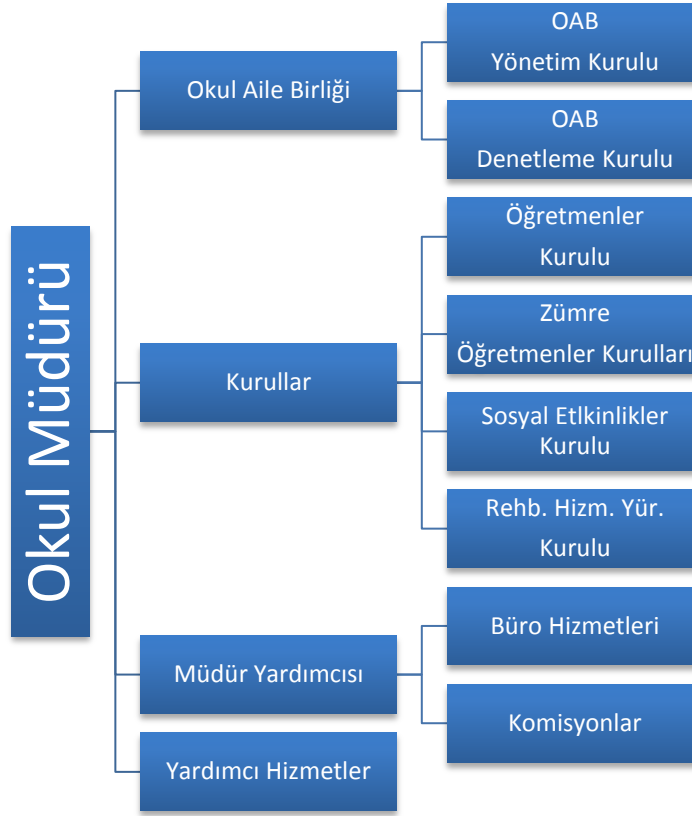 Okul Müdürü
Okul Aile Birliği
OAB
Yönetim Kurulu
OAB
Denetleme Kurulu
Kurullar
Öğretmenler
Kurulu
Zümre
Öğretmenler Kurulları
Sosyal Etlkinlikler
Kurulu
Rehb. Hizm. Yür.
Kurulu
Müdür Yardımcısı
Büro Hizmetleri
Komisyonlar
Yardımcı Hizmetler